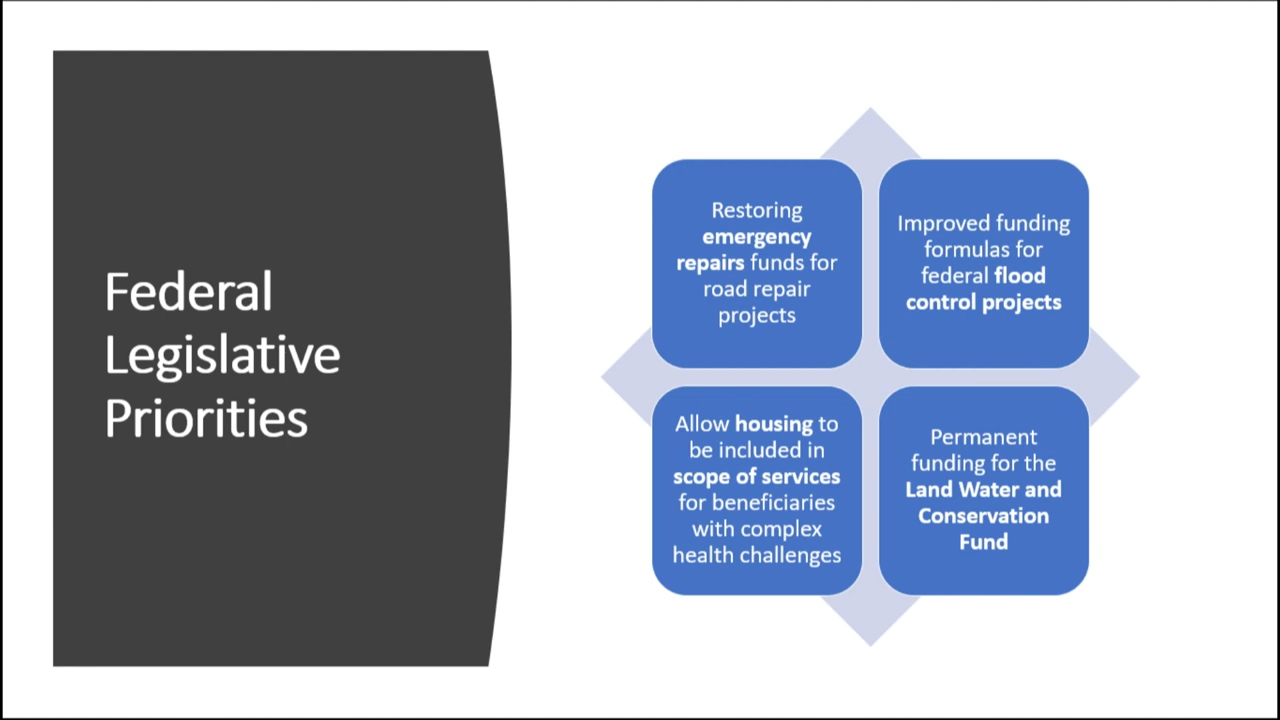 Federal
Legislative
Priorities
Restoring
emergency
repairs funds for
road repair
projects
Improved funding
formulas for
federal flood
control projects
Allow housing to
be included in
scope of services
for beneficiaries
with complex
health challenges
Permanent
funding for the
Land Water and
Conservation
Fund